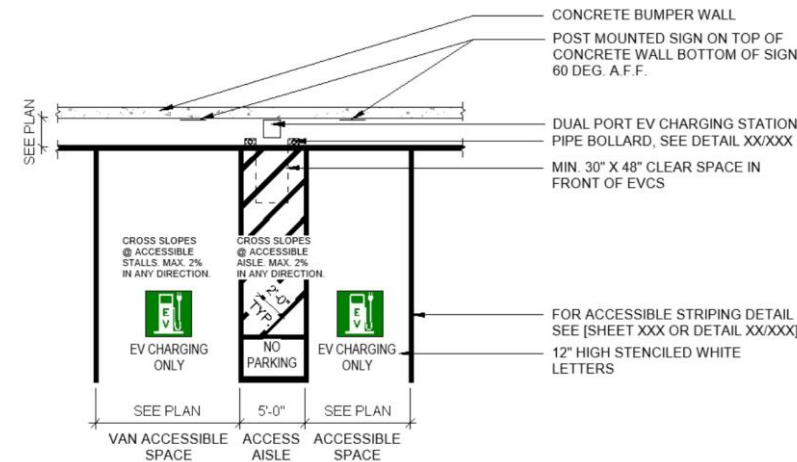 CONCRETE BUMPER WALL
POST MOUNTED SIGN ON TOP OF
CONCRETE WALL BOTTOM OF SIGN
60 DEG. A.F.F.
SEE PLAN
DUAL PORT EV CHARGING STATION
PIPE BOLLARD, SEE DETAIL XX/XXX
MIN. 30" X 48" CLEAR SPACE IN
FRONT OF EVCS
CROSS SLOPES
@ ACCESSIBLE
STALLS. MAX. 2%
IN ANY DIRECTION.
CROSS SLOPES
@ ACCESSIBLE
AISLE. MAX. 2%
IN ANY DIRECTION.
2'-0"
TYP.
EV
EV CHARGING
ONLY
NO
PARKING
EV
EV CHARGING
ONLY
FOR ACCESSIBLE STRIPING DETAIL
SEE [SHEET XXX OR DETAIL XX/XXX]
12" HIGH STENCILED WHITE
LETTERS
SEE PLAN
5'-0"
SEE PLAN
VAN ACCESSIBLE
SPACE
ACCESS
AISLE
ACCESSIBLE
SPACE